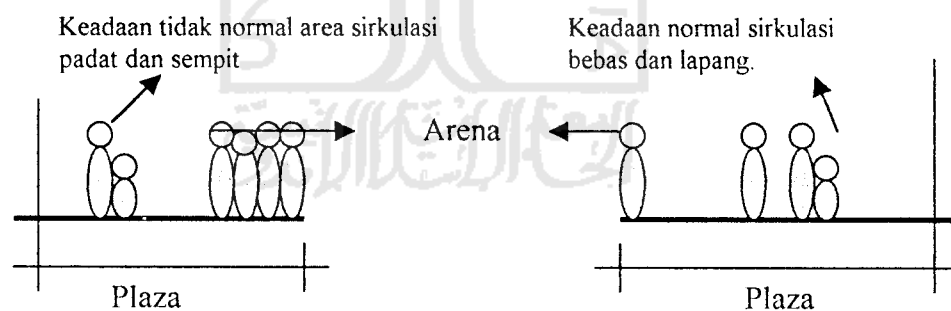 Keadaan tidak normal area sirkulasi
padat dan sempit
Keadaan normal sirkulasi
bebas dan lapang.
Arena
Plaza
Plaza